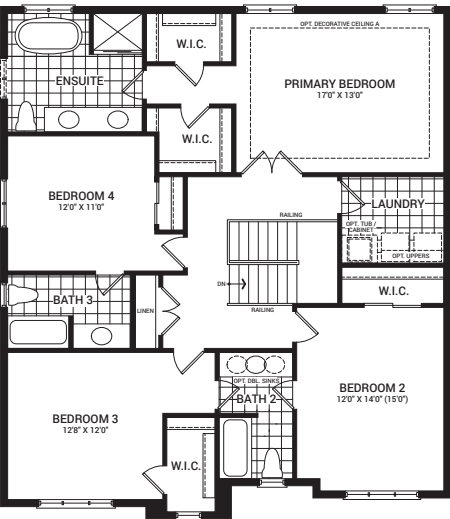 OPT. DECORATIVE CEILING A
W.I.C.
PRIMARY BEDROOM
17'0" X 13'0"
ENSUITE
W.I.C.
BEDROOM 4
12'0" X 11'0"
LAUNDRY
RAILING
OPT. TUB /
CABINET
OPT. UPPERS
DN
W.I.C.
BATH 3
LINEN
RAILING
OPT. DBL. SINKS
BATH 2
BEDROOM 2
12'0" X 14'0" (15'0")
BEDROOM 3
12'8" X 12'0"
W.I.C.